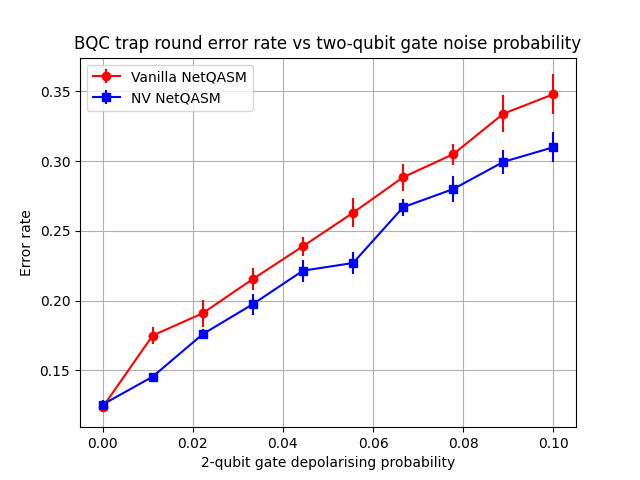 BQC trap round error rate vs two-qubit gate noise probability
Vanilla NetQASM
NV NetQASM
Error rate
0.35
0.30
0.25
0.20
0.15
0.00 0.02 0.04 0.06 0.08 0.10
2-qubit gate depolarising probability